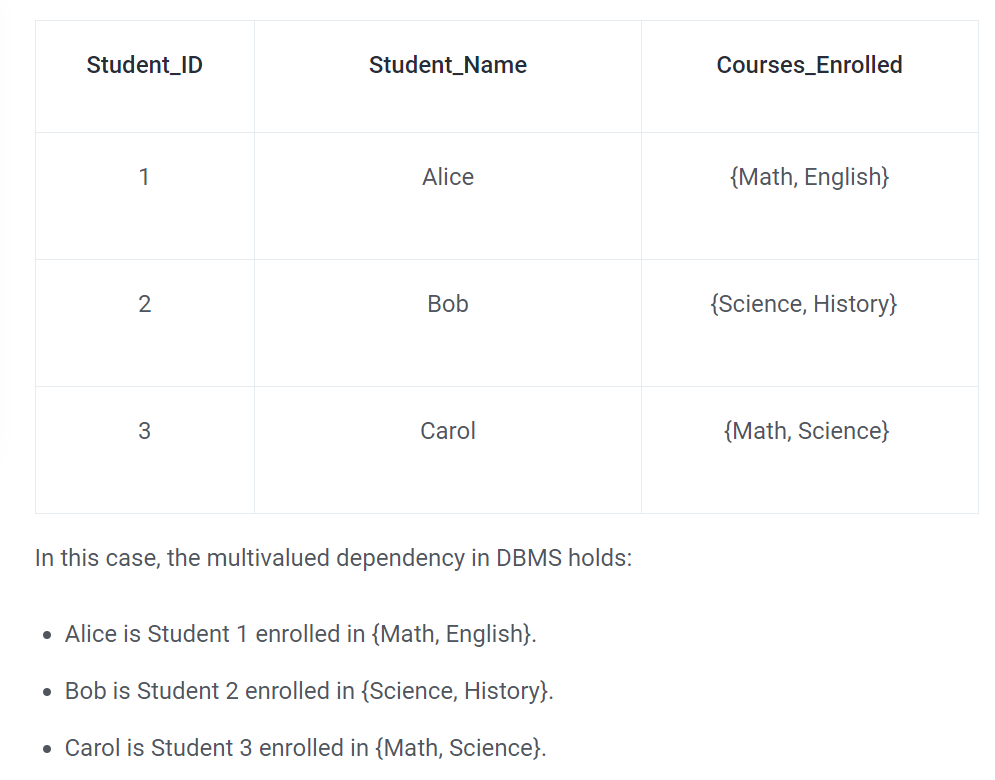 Student_ID Student_Name Courses_Enrolled
1 Alice {Math, English}
2 Bob {Science, History}
3 Carol {Math, Science}
In this case, the multivalued dependency in DBMS holds:
• Alice is Student 1 enrolled in {Math, English}.
• Bob is Student 2 enrolled in {Science, History}.
• Carol is Student 3 enrolled in {Math, Science}.